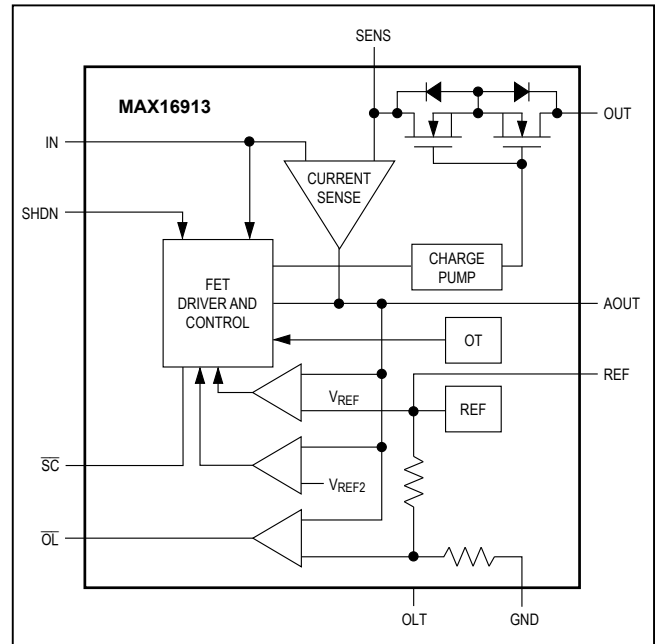 SENS
MAX16913
OUT
IN
CURRENT
SENSE
SHDN
CHARGE
PUMP
FET
DRIVER AND
CONTROL
AOUT
OT
REF
VREF
REF
SC
VREF2
OL
OLT
GND